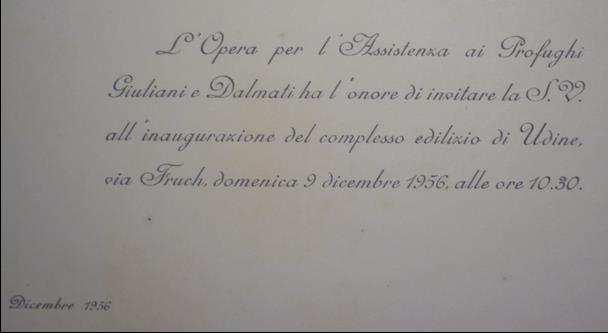 L'Opera per l'Assistenza ai Profughi
Giuliani e Dalmati ha l'onore di invitare la S. V.
all'inaugurazione del complesso edilizio di Udine,
via Fruch, domenica 9 dicembre 1956, alle ore 10.30.
Dicembre 1956